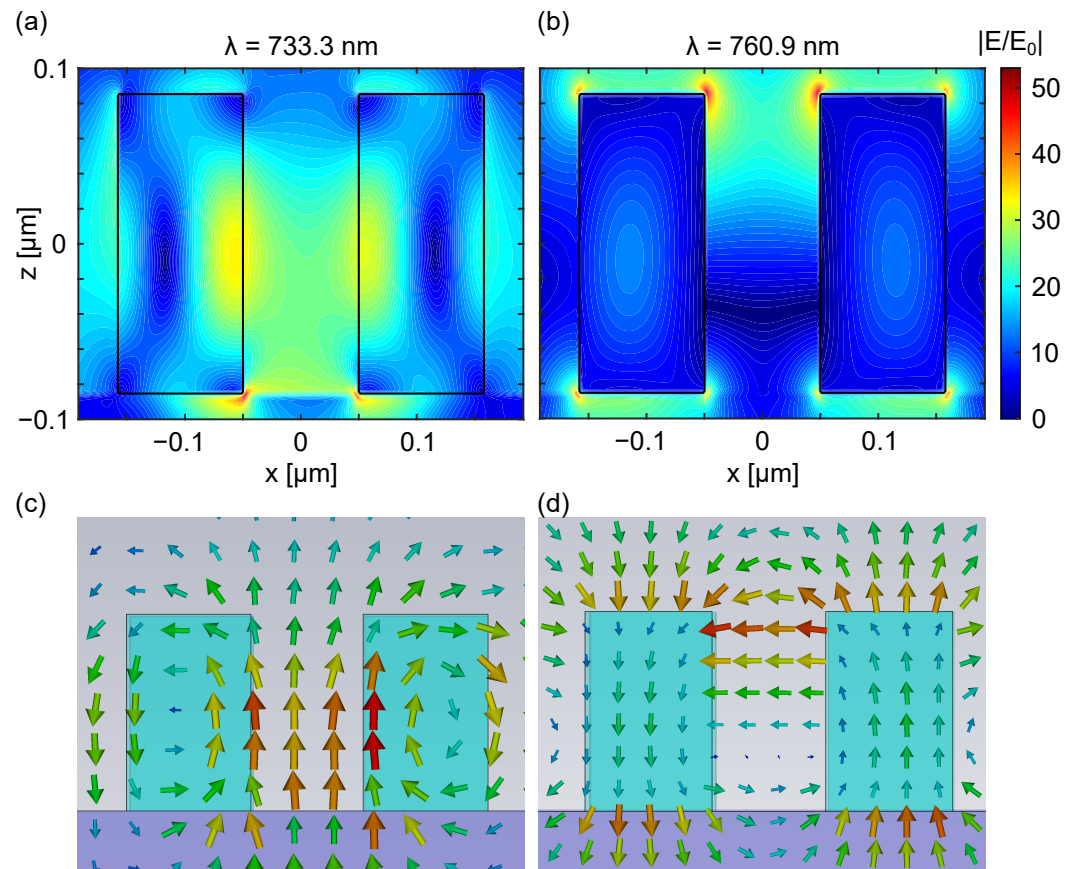 (a)
λ = 733.3 nm
(b)
λ = 760.9 nm
|E/E₀|
0.1
0
−0.1
z [µm]
−0.1
0
0.1
x [µm]
−0.1
0
0.1
x [µm]
50
40
30
20
10
0
(c)
(d)